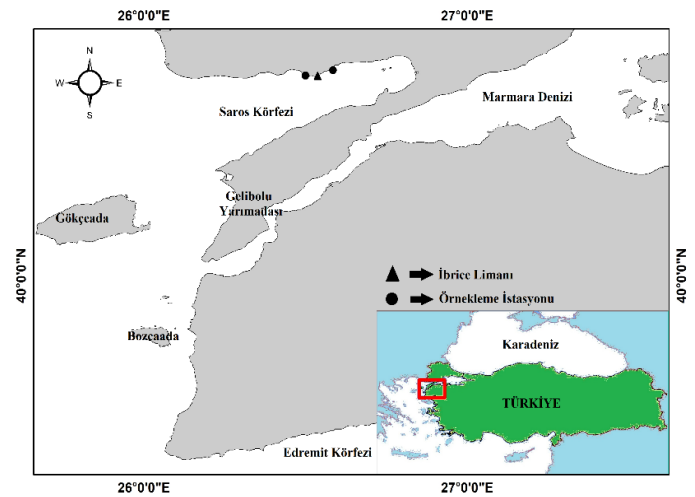 26°0'0"E
27°0'0"E
N
W
E
S
Marmara Denizi
Saros Körfezi
Gelibolu
Yarımadası
Gökçeada
40°0'0"N
40°0'0"N
İbrice Limanı
Örnekleme İstasyonu
Bozcaada
Karadeniz
TÜRKİYE
Edremit Körfezi
26°0'0"E
27°0'0"E